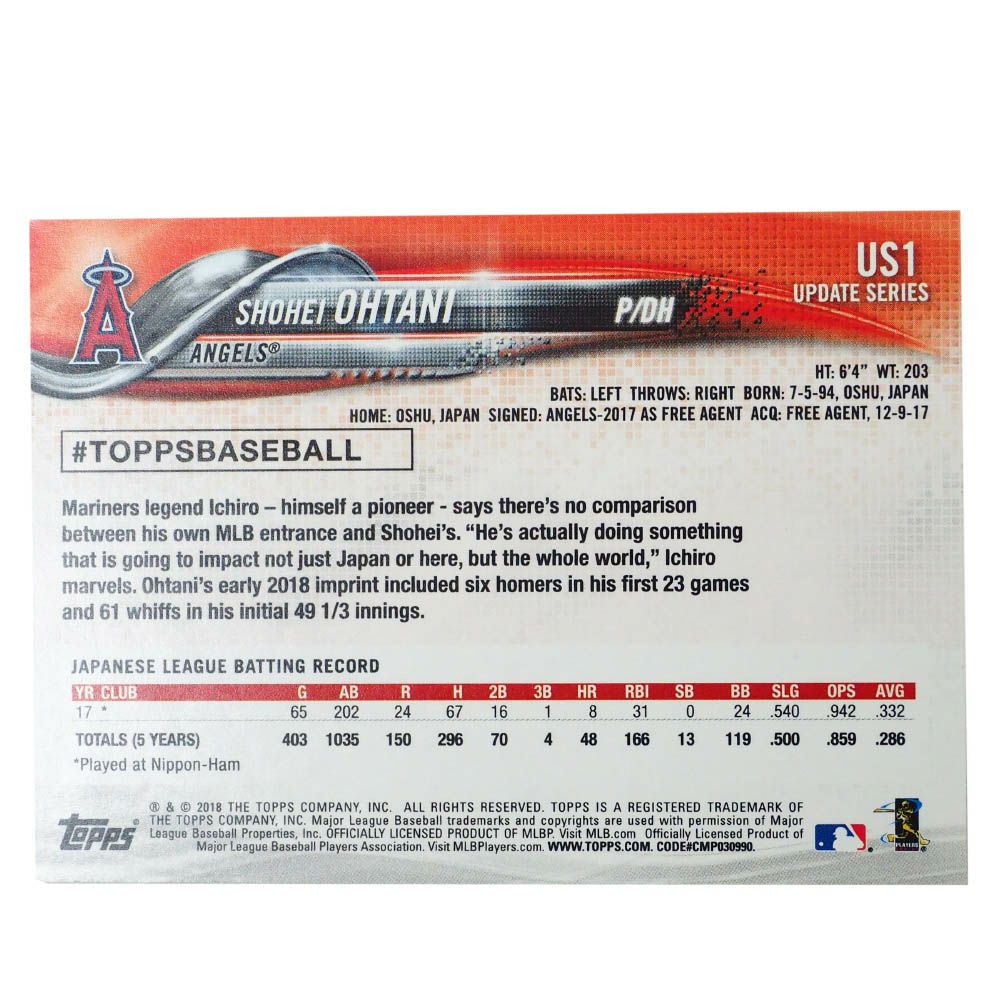 US1
UPDATE SERIES
A
SHOHEI OHTANI P/DH
ANGELS®
HT: 6'4" WT: 203
BATS: LEFT THROWS: RIGHT BORN: 7-5-94, OSHU, JAPAN
HOME: OSHU, JAPAN SIGNED: ANGELS-2017 AS FREE AGENT ACQ: FREE AGENT, 12-9-17
#TOPPSBASEBALL
Mariners legend Ichiro – himself a pioneer - says there's no comparison
between his own MLB entrance and Shohei's. “He's actually doing something
that is going to impact not just Japan or here, but the whole world,” Ichiro
marvels. Ohtani's early 2018 imprint included six homers in his first 23 games
and 61 whiffs in his initial 49 1/3 innings.
JAPANESE LEAGUE BATTING RECORD
YR CLUB G AB R H 2B 3B HR RBI SB BB SLG OPS AVG
17 * 65 202 24 67 16 1 8 31 0 24 .540 .942 .332
TOTALS (5 YEARS) 403 1035 150 296 70 4 48 166 13 119 .500 .859 .286
*Played at Nippon-Ham
® & © 2018 THE TOPPS COMPANY, INC. ALL RIGHTS RESERVED. TOPPS IS A REGISTERED TRADEMARK OF
THE TOPPS COMPANY, INC. Major League Baseball trademarks and copyrights are used with permission of Major
League Baseball Properties, Inc. OFFICIALLY LICENSED PRODUCT OF MLBP. Visit MLB.com Officially Licensed Product of
Major League Baseball Players Association. Visit MLBPlayers.com. WWW.TOPPS.COM. CODE#CMP030990.
TOPPS®
PLAYERS